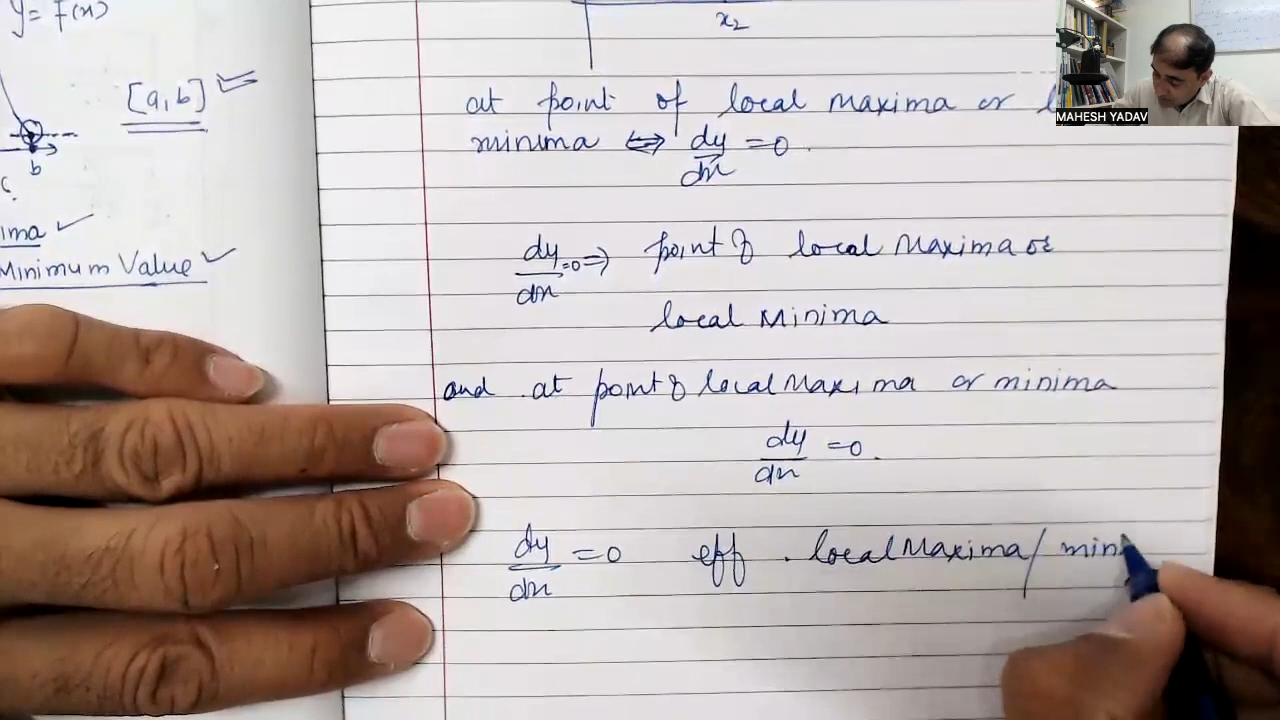 y = f(x)
[a,b]
b
c
ima
Minimum Value
x2
at point of local maxima or l
minima ⇔ dy/dx = 0.
dy/dx =0 ⇒ point of local Maxima or
local Minima
and at point of local Maxima or minima
dy/dx = 0.
dy/dx = 0 eff . local Maxima/ mini
MAHESH YADAV